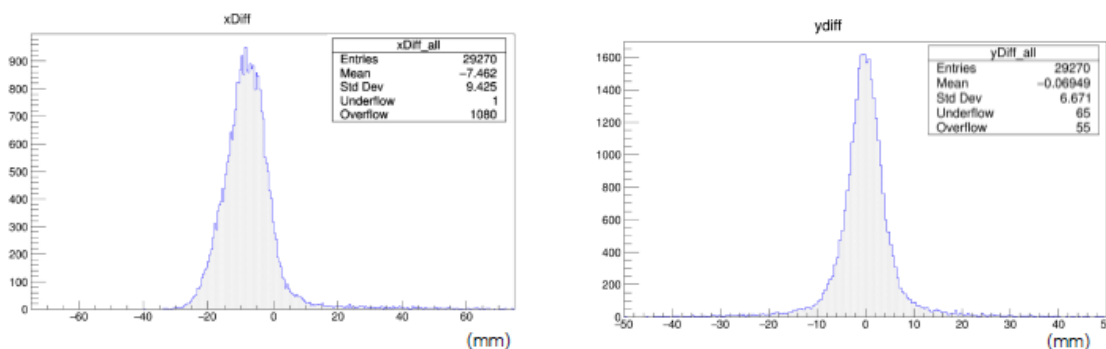 xDiff
xDiff_all
Entries 29270
Mean −7.462
Std Dev 9.425
Underflow 1
Overflow 1080
900
800
700
600
500
400
300
200
100
0
−60 −40 −20 0 20 40 60
(mm)
ydiff
yDiff_all
Entries 29270
Mean −0.06949
Std Dev 6.671
Underflow 65
Overflow 55
1600
1400
1200
1000
800
600
400
200
0
−50 −40 −30 −20 −10 0 10 20 30 40 50
(mm)